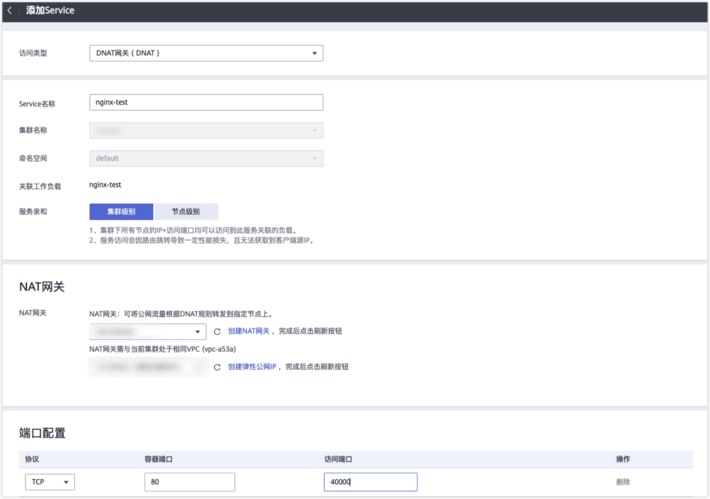 添加Service
访问类型
DNAT网关（DNAT）
Service名称
nginx-test
集群名称
命名空间
default
关联工作负载
nginx-test
服务亲和
集群级别
节点级别
1、集群下所有节点的IP+访问端口均可以访问到此服务关联的负载。
2、服务访问会因路由跳转导致一定性能损失，且无法获取到客户端源IP。
NAT网关
NAT网关
NAT网关：可将公网流量根据DNAT规则转发到指定节点上。
创建NAT网关，完成后点击刷新按钮
NAT网关需与当前集群处于相同VPC (vpc-a53a)
创建弹性公网IP，完成后点击刷新按钮
端口配置
协议
容器端口
访问端口
操作
TCP
80
40000
删除